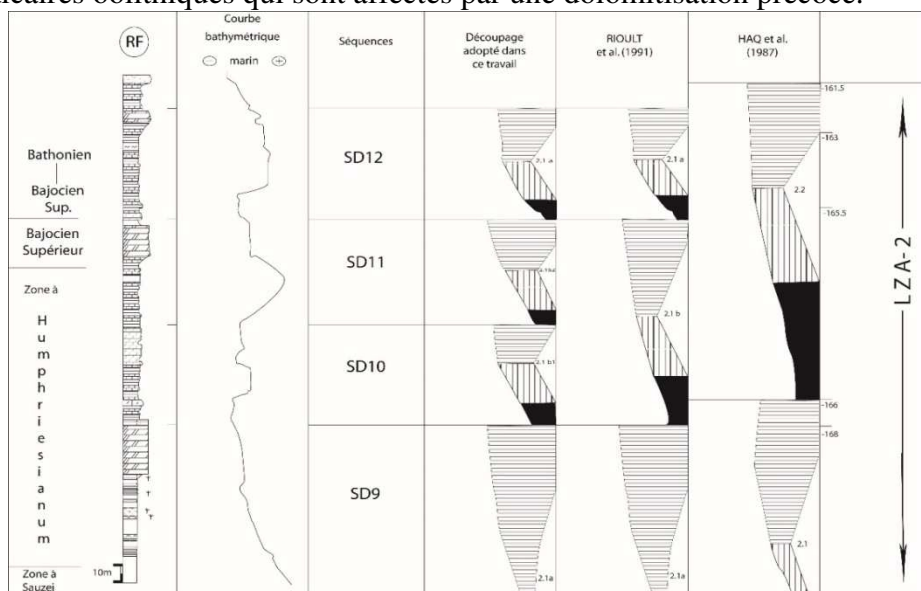 calcaires oolithiques qui sont affectés par une dolomitisation précoce.
RF
Courbe
bathymétrique
marin
Séquences
Découpage
adopté dans
ce travail
RIOULT
et al. (1991)
HAQ et al.
(1987)
-161.5
-163
-165.5
-166
-168
LZA-2
Bathonien
Bajocien
Sup.
Bajocien
Supérieur
Zone à
Humphriesianum
Zone à
Sauzei
10m
SD12
SD11
SD10
SD9
2.1 a
2.1 b1
2.1a
2.1 a
2.1 b
2.1a
2.2
2.1